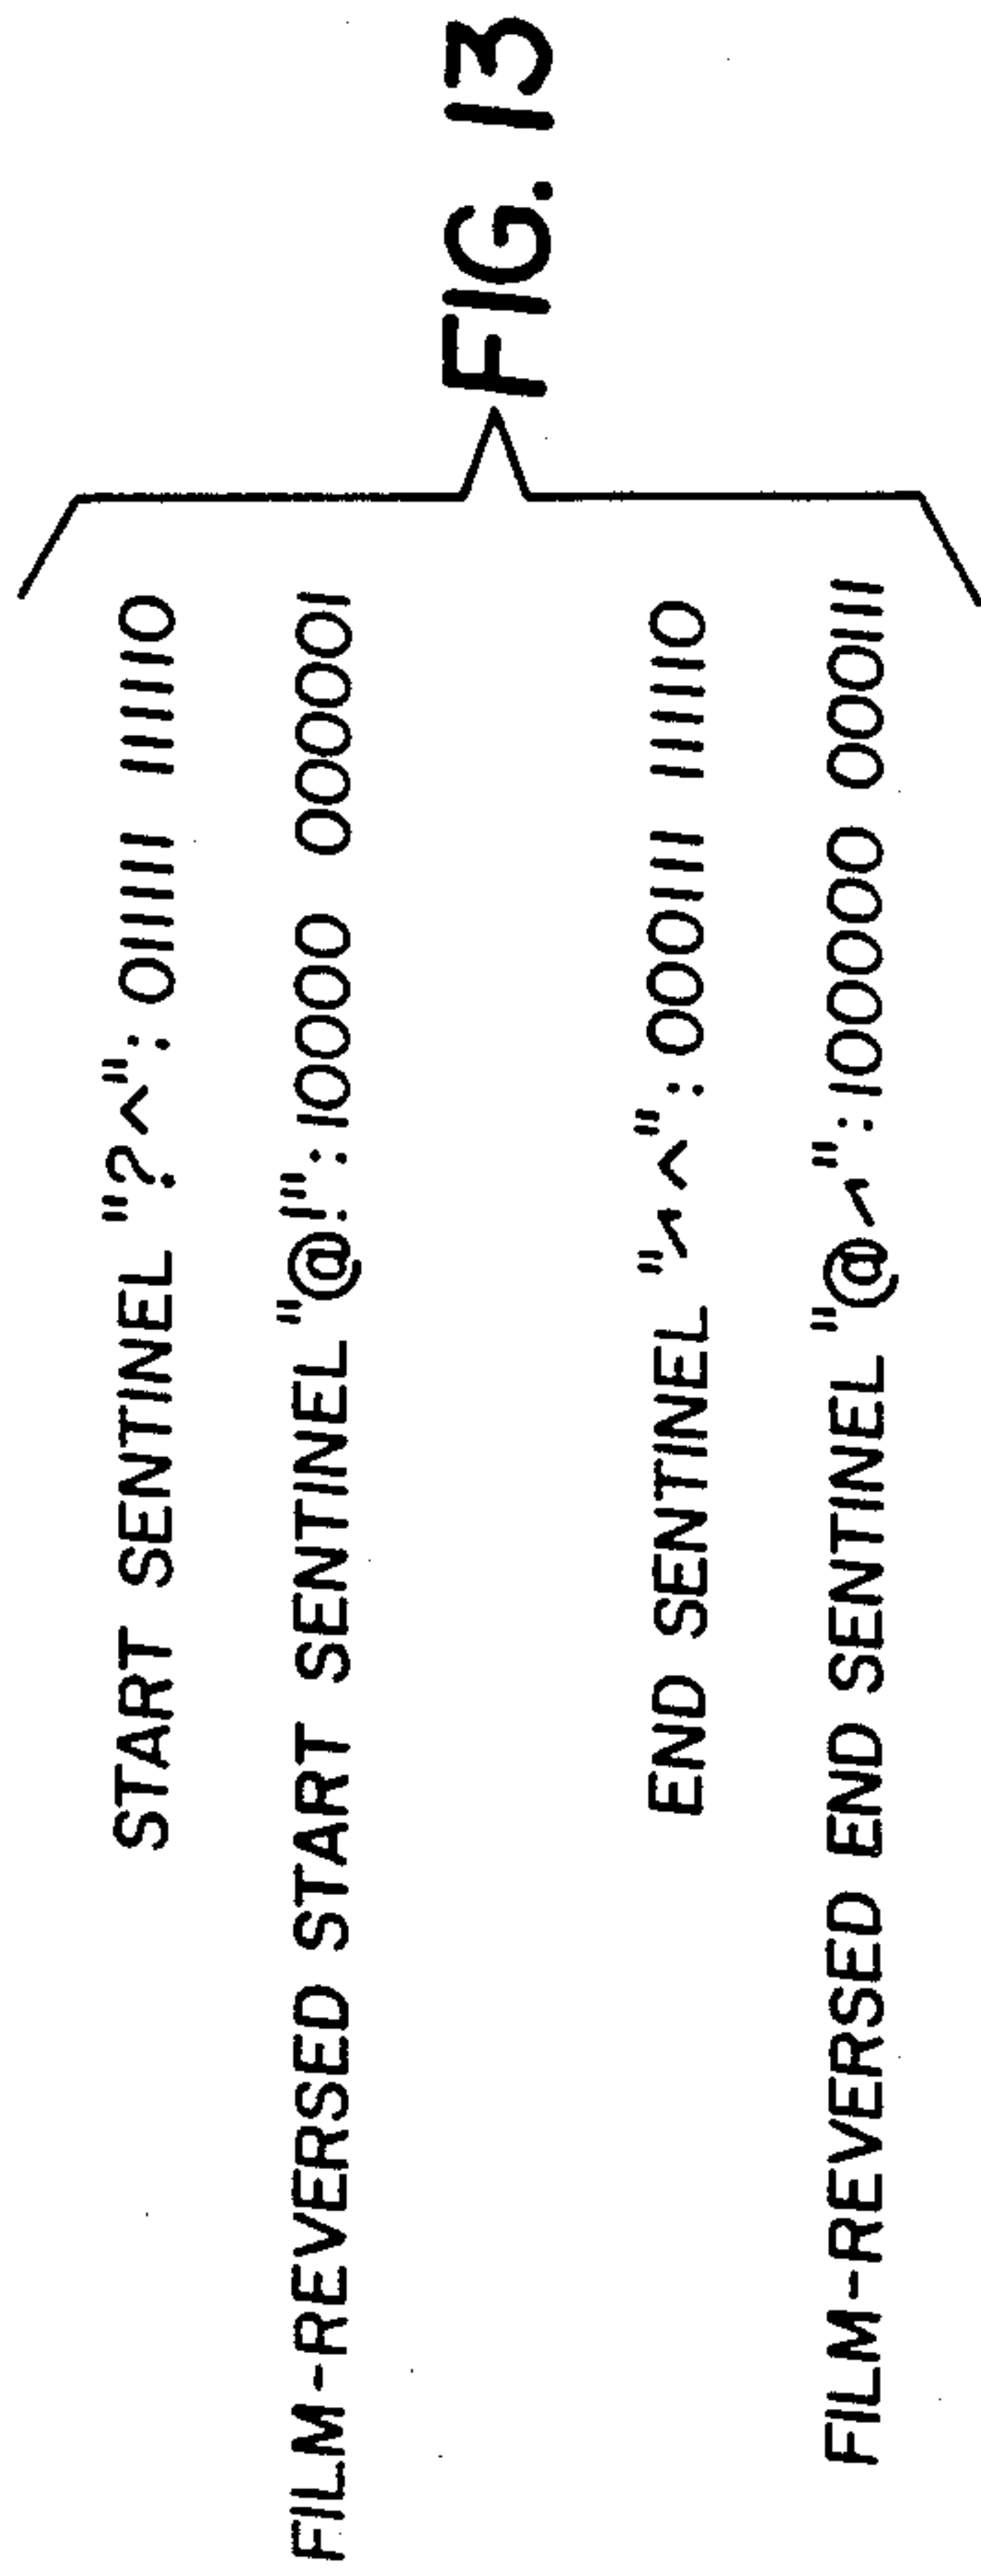 START SENTINEL "?^": 011111 111110
FILM-REVERSED START SENTINEL "@!": 10000 000001
END SENTINEL "~^": 000111 111110
FILM-REVERSED END SENTINEL "@~": 100000 000111
FIG. 13